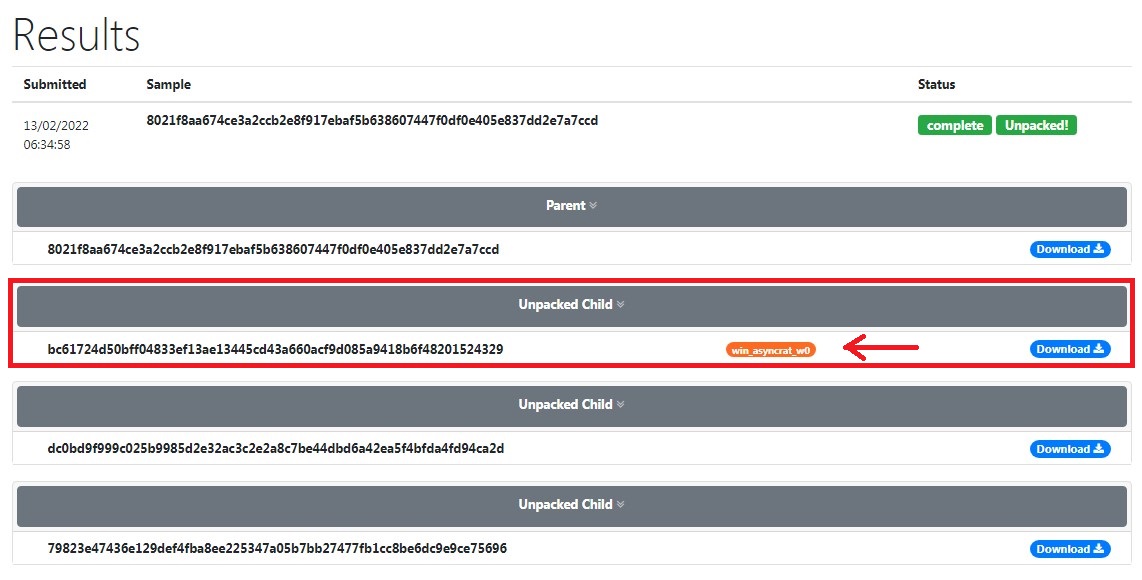 Results
Submitted Sample Status
13/02/2022 8021f8aa674ce3a2ccb2e8f917ebaf5b638607447f0df0e405e837dd2e7a7ccd complete Unpacked!
06:34:58
Parent
8021f8aa674ce3a2ccb2e8f917ebaf5b638607447f0df0e405e837dd2e7a7ccd Download
Unpacked Child
bc61724d50bff04833ef13ae13445cd43a660acf9d085a9418b6f48201524329 win_asyncrat_w0 Download
Unpacked Child
dc0bd9f999c025b9985d2e32ac3c2e2a8c7be44dbd6a42ea5f4bfda4fd94ca2d Download
Unpacked Child
79823e47436e129def4fba8ee225347a05b7bb27477fb1cc8be6dc9e9ce75696 Download